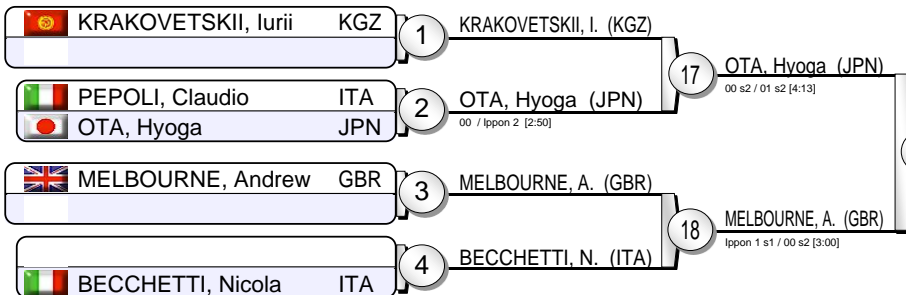 KRAKOVETSKII, Iurii KGZ
1
KRAKOVETSKII, I. (KGZ)
PEPOLI, Claudio ITA
OTA, Hyoga JPN
2
OTA, Hyoga (JPN)
00 / Ippon 2 [2:50]
17
OTA, Hyoga (JPN)
00 s2 / 01 s2 [4:13]
MELBOURNE, Andrew GBR
3
MELBOURNE, A. (GBR)
BECCHETTI, Nicola ITA
4
BECCHETTI, N. (ITA)
18
MELBOURNE, A. (GBR)
Ippon 1 s1 / 00 s2 [3:00]